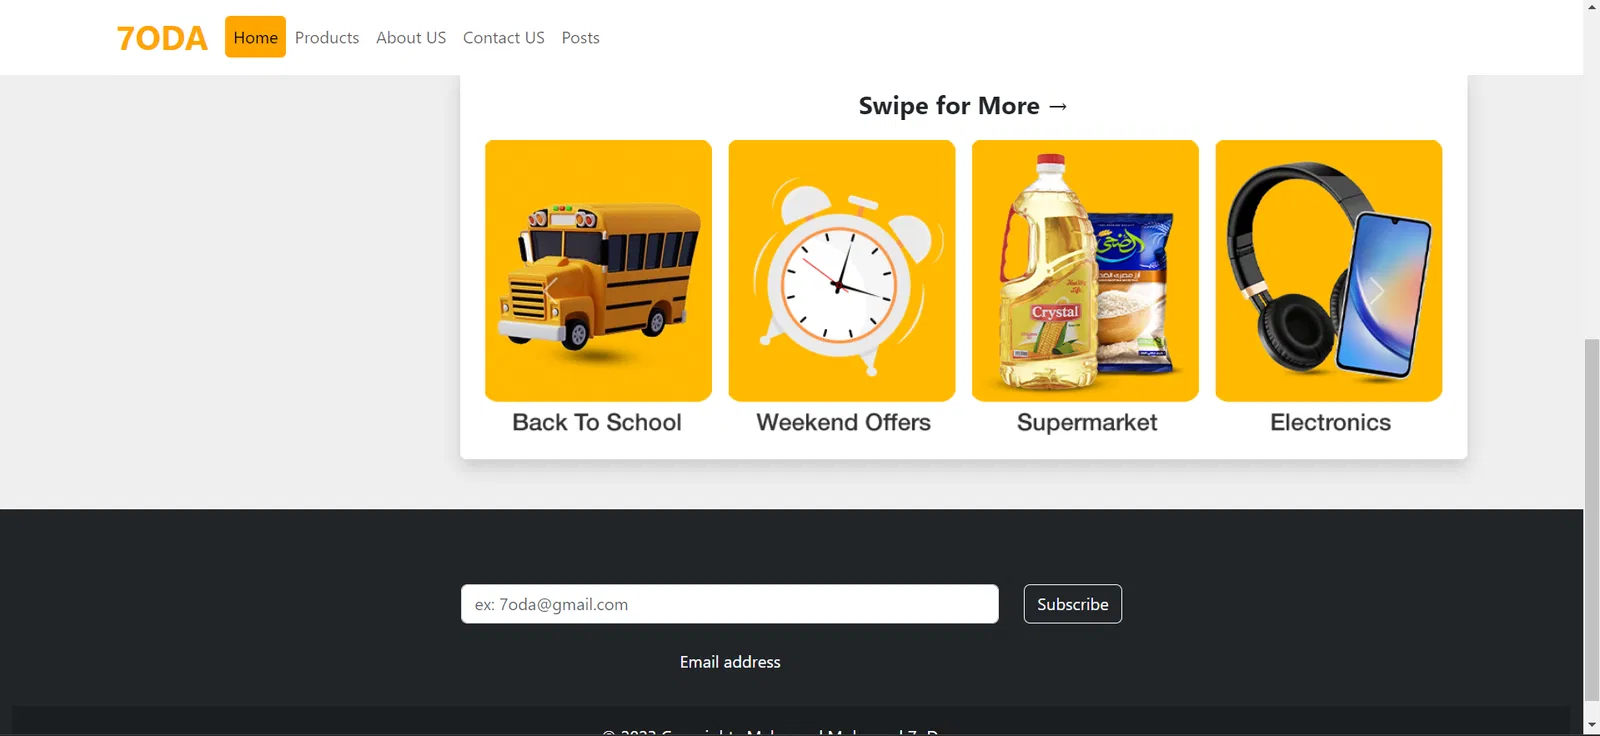 7ODA
Home Products About US Contact US Posts
Swipe for More →
Crystal
الضحى
Back To School Weekend Offers Supermarket Electronics
ex: 7oda@gmail.com Subscribe
Email address